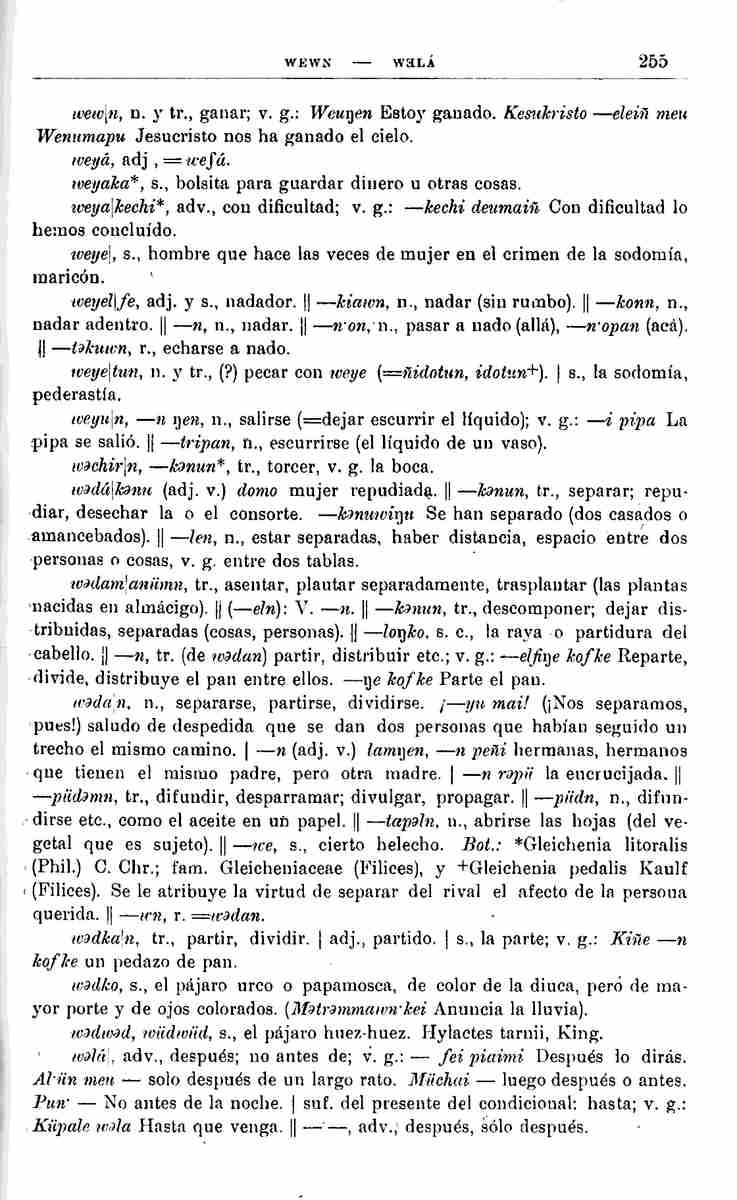 WEWN — WƏLÁ 255
wew|n, n. y tr., ganar; v. g.: Weuŋen Estoy ganado. Kesukristo —eleiñ meu
Wenumapu Jesucristo nos ha ganado el cielo.
weyá, adj , = wefá.
weyaka*, s., bolsita para guardar dinero u otras cosas.
weya|kechi*, adv., con dificultad; v. g.: —kechi deumaiñ Con dificultad lo
hemos concluído.
weye|, s., hombre que hace las veces de mujer en el crimen de la sodomía,
maricón.
weyel|fe, adj. y s., nadador. || —kiawn, n., nadar (sin rumbo). || —konn, n.,
nadar adentro. || —n, n., nadar. || —n·on, n., pasar a nado (allá), —n·opan (acá).
|| —təkuwn, r., echarse a nado.
weye|tun, n. y tr., (?) pecar con weye (=ñidotun, idotun+). | s., la sodomía,
pederastía.
weyu|n, —n ŋen, n., salirse (=dejar escurrir el líquido); v. g.: —i pipa La
pipa se salió. || —tripan, n., escurrirse (el líquido de un vaso).
wəchir|n, —kənun*, tr., torcer, v. g. la boca.
wədá|kənu (adj. v.) domo mujer repudiada. || —kənun, tr., separar; repu-
diar, desechar la o el consorte. —kənuwiŋu Se han separado (dos casados o
amancebados). || —len, n., estar separadas, haber distancia, espacio entre dos
personas o cosas, v. g. entre dos tablas.
wədam|anümn, tr., asentar, plantar separadamente, trasplantar (las plantas
nacidas en almácigo). || (—eln): V. —n. || —kənun, tr., descomponer; dejar dis-
tribuidas, separadas (cosas, personas). || —loŋko, s. c., la raya o partidura del
cabello. || —n, tr. (de wədan) partir, distribuir etc.; v. g.: —elfiŋe kofke Reparte,
divide, distribuye el pan entre ellos. —ŋe kofke Parte el pan.
wəda|n, n., separarse, partirse, dividirse. ¡—yu mai! (¡Nos separamos,
pues!) saludo de despedida que se dan dos personas que habían seguido un
trecho el mismo camino. | —n (adj. v.) lamŋen, —n peñi hermanas, hermanos
que tienen el mismo padre, pero otra madre. | —n rəpü la encrucijada. ||
—püdəmn, tr., difundir, desparramar; divulgar, propagar. || —püdn, n., difun-
dirse etc., como el aceite en un papel. || —tapəln, n., abrirse las hojas (del ve-
getal que es sujeto). || —we, s., cierto helecho. Bot.: *Gleichenia litoralis
(Phil.) C. Chr.; fam. Gleicheniaceae (Filices), y +Gleichenia pedalis Kaulf
(Filices). Se le atribuye la virtud de separar del rival el afecto de la persona
querida. || —wn, r. =wədan.
wədka|n, tr., partir, dividir. | adj., partido. | s., la parte; v. g.: Kiñe —n
kofke un pedazo de pan.
wədko, s., el pájaro urco o papamosca, de color de la diuca, pero de ma-
yor porte y de ojos colorados. (Mətrəmmawn·kei Anuncia la lluvia).
wədwəd, wüdwüd, s., el pájaro huez-huez. Hylactes tarnii, King.
wəlá|, adv., después; no antes de; v. g.: — fei piaimi Después lo dirás.
Al·ün meu — solo después de un largo rato. Müchai — luego después o antes.
Pun· — No antes de la noche. | suf. del presente del condicional: hasta; v. g.:
Küpale wəla Hasta que venga. || — —, adv., después, sólo después.